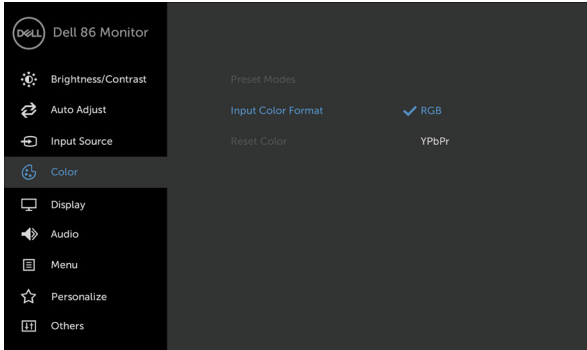 DELL Dell 86 Monitor
Brightness/Contrast
Auto Adjust
Input Source
Color
Display
Audio
Menu
Personalize
Others
Preset Modes
Input Color Format
Reset Color
RGB
YPbPr